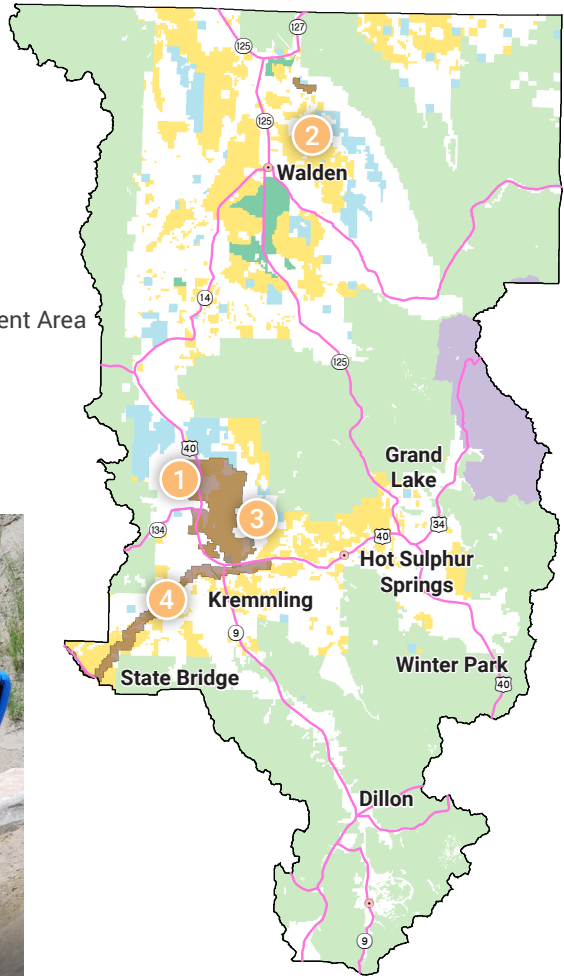 127
125
125
2
Walden
14
ent Area
125
40
Grand
Lake
1
3
34
134
40
Hot Sulphur
Springs
4
Kremmling
9
Winter Park
State Bridge
40
Dillon
9